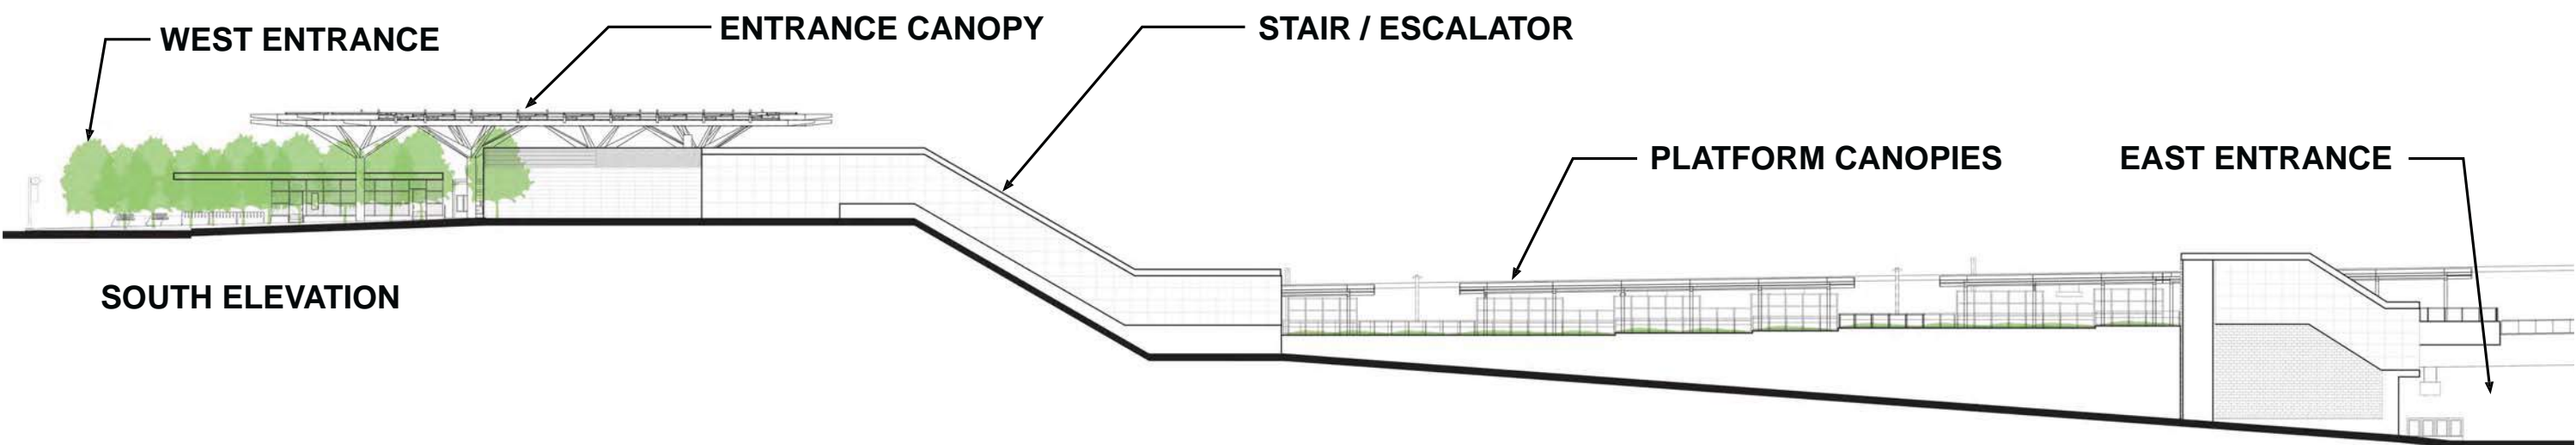 WEST ENTRANCE
ENTRANCE CANOPY
STAIR / ESCALATOR
PLATFORM CANOPIES
EAST ENTRANCE
SOUTH ELEVATION